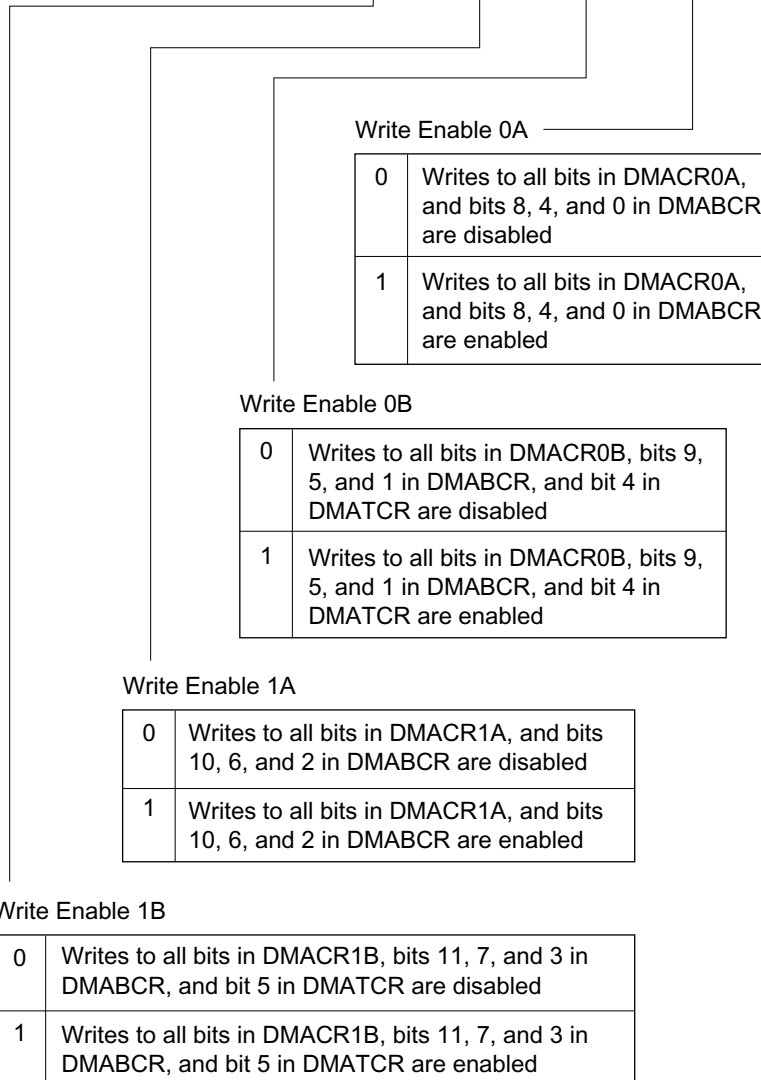 Write Enable 0A
0 Writes to all bits in DMACR0A,
and bits 8, 4, and 0 in DMABCR
are disabled
1 Writes to all bits in DMACR0A,
and bits 8, 4, and 0 in DMABCR
are enabled
Write Enable 0B
0 Writes to all bits in DMACR0B, bits 9,
5, and 1 in DMABCR, and bit 4 in
DMATCR are disabled
1 Writes to all bits in DMACR0B, bits 9,
5, and 1 in DMABCR, and bit 4 in
DMATCR are enabled
Write Enable 1A
0 Writes to all bits in DMACR1A, and bits
10, 6, and 2 in DMABCR are disabled
1 Writes to all bits in DMACR1A, and bits
10, 6, and 2 in DMABCR are enabled
Write Enable 1B
0 Writes to all bits in DMACR1B, bits 11, 7, and 3 in
DMABCR, and bit 5 in DMATCR are disabled
1 Writes to all bits in DMACR1B, bits 11, 7, and 3 in
DMABCR, and bit 5 in DMATCR are enabled